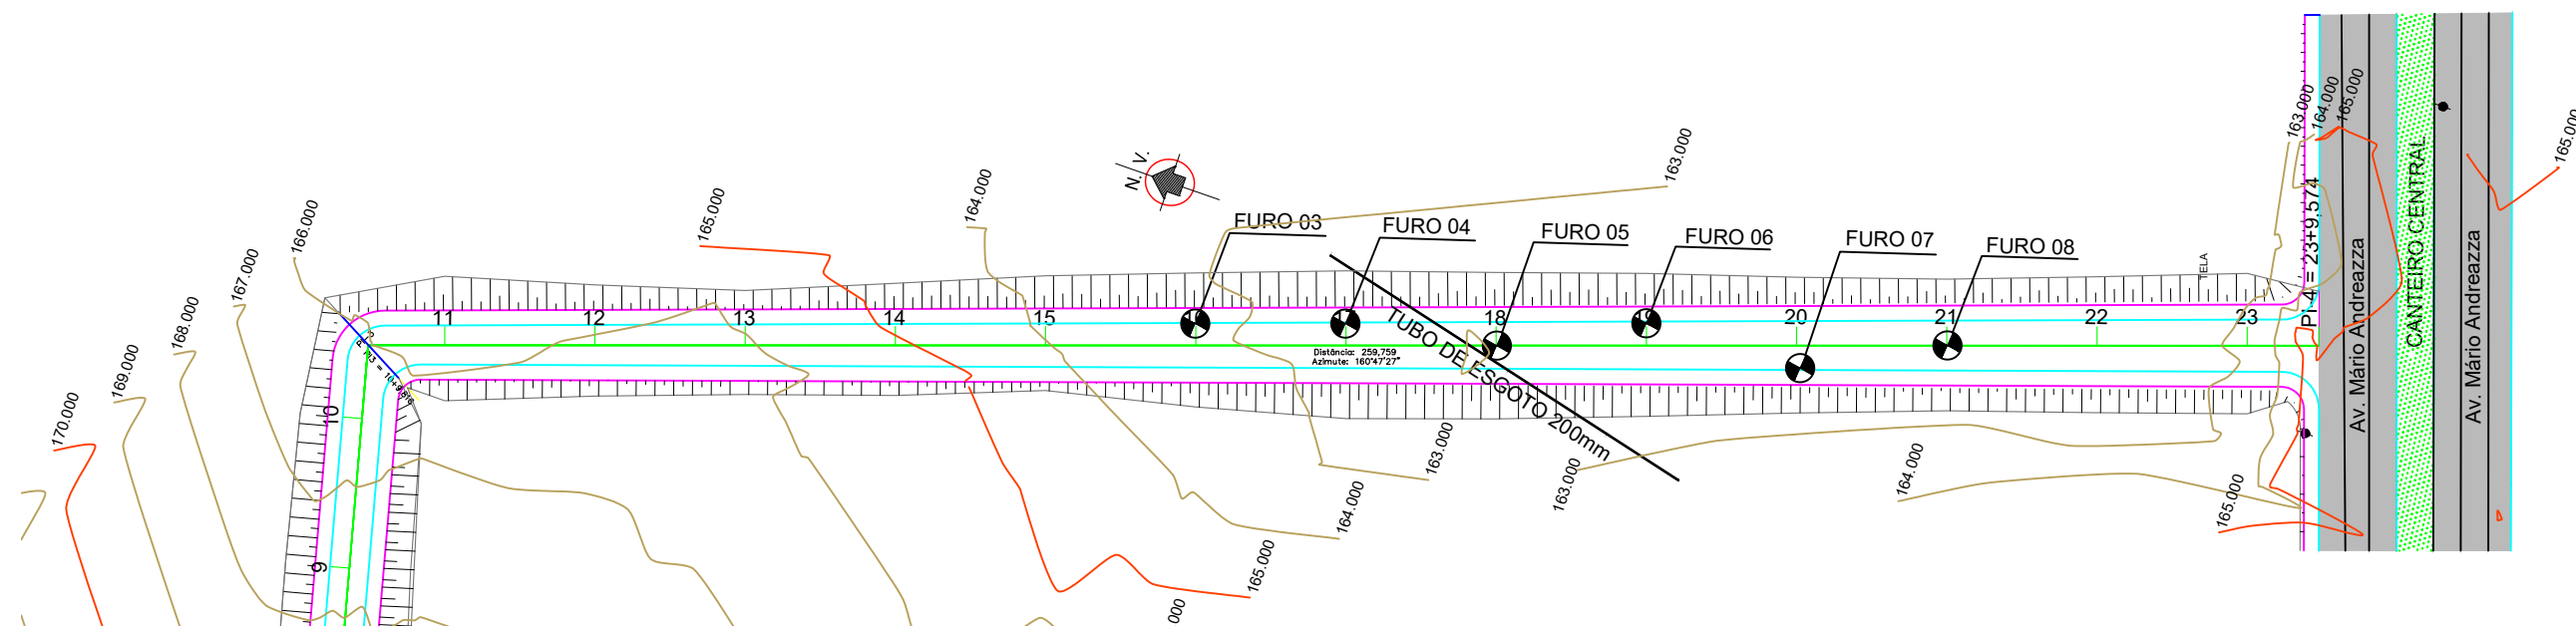 170.000
169.000
168.000
167.000
166.000
165.000
164.000
N. V.
163.000
FURO 03
FURO 04
FURO 05
FURO 06
FURO 07
FURO 08
11
12
13
14
15
16
17
18
19
20
21
22
23
10
9
Distância: 259,759
Azimute: 160°47'27"
TUBO DE ESGOTO 200mm
163.000
164.000
165.000
163.000
164.000
165.000
TELA
163.000
164.000
165.000
PI 4 = 23+9,574
Av. Mário Andreazza
CANTEIRO CENTRAL
Av. Mário Andreazza
165.000
000